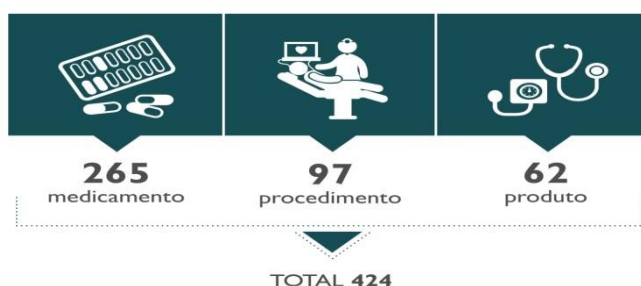 265
medicamento
97
procedimento
62
produto
TOTAL 424